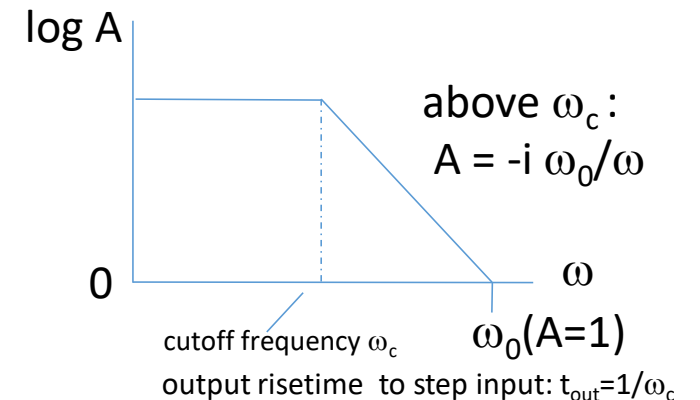 log A
above ωc :
A = -i ω0/ω
0
ω
cutoff frequency ωc
ω0(A=1)
output risetime to step input: tout=1/ωc